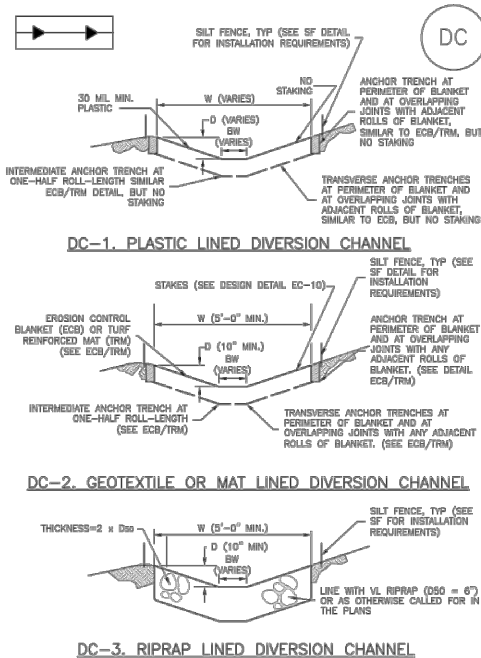 DC
SILT FENCE, TYP (SEE SF DETAIL
FOR INSTALLATION REQUIREMENTS)
NO
STAKING
ANCHOR TRENCH AT
PERIMETER OF BLANKET
AND AT OVERLAPPING
JOINTS WITH ADJACENT
ROLLS OF BLANKET,
SIMILAR TO ECB/TRM, BUT
NO STAKING
30 MIL MIN.
PLASTIC
W (VARIES)
D (VARIES)
BW
(VARIES)
INTERMEDIATE ANCHOR TRENCH AT
ONE-HALF ROLL-LENGTH SIMILAR
ECB/TRM DETAIL, BUT NO
STAKING
TRANSVERSE ANCHOR TRENCHES
AT PERIMETER OF BLANKET AND
AT OVERLAPPING JOINTS WITH
ADJACENT ROLLS OF BLANKET,
SIMILAR TO ECB, BUT NO STAKING
DC-1. PLASTIC LINED DIVERSION CHANNEL
STAKES (SEE DESIGN DETAIL EC-10)
SILT FENCE, TYP (SEE
SF DETAIL FOR
INSTALLATION
REQUIREMENTS)
EROSION CONTROL
BLANKET (ECB) OR TURF
REINFORCED MAT (TRM)
(SEE ECB/TRM)
W (5'-0" MIN.)
D (10" MIN.)
BW
(VARIES)
ANCHOR TRENCH AT
PERIMETER OF BLANKET
AND AT OVERLAPPING
JOINTS WITH ANY
ADJACENT ROLLS OF
BLANKET. (SEE DETAIL
ECB/TRM)
INTERMEDIATE ANCHOR TRENCH AT
ONE-HALF ROLL-LENGTH
(SEE ECB/TRM)
TRANSVERSE ANCHOR TRENCHES AT
PERIMETER OF BLANKET AND AT
OVERLAPPING JOINTS WITH ANY ADJACENT
ROLLS OF BLANKET. (SEE ECB/TRM)
DC-2. GEOTEXTILE OR MAT LINED DIVERSION CHANNEL
THICKNESS=2 x D50
W (5'-0" MIN.)
D (10" MIN)
BW
(VARIES)
SILT FENCE, TYP (SEE
SF FOR INSTALLATION
REQUIREMENTS)
LINE WITH VL RIPRAP (D50 = 6")
OR AS OTHERWISE CALLED FOR IN
THE PLANS
DC-3. RIPRAP LINED DIVERSION CHANNEL